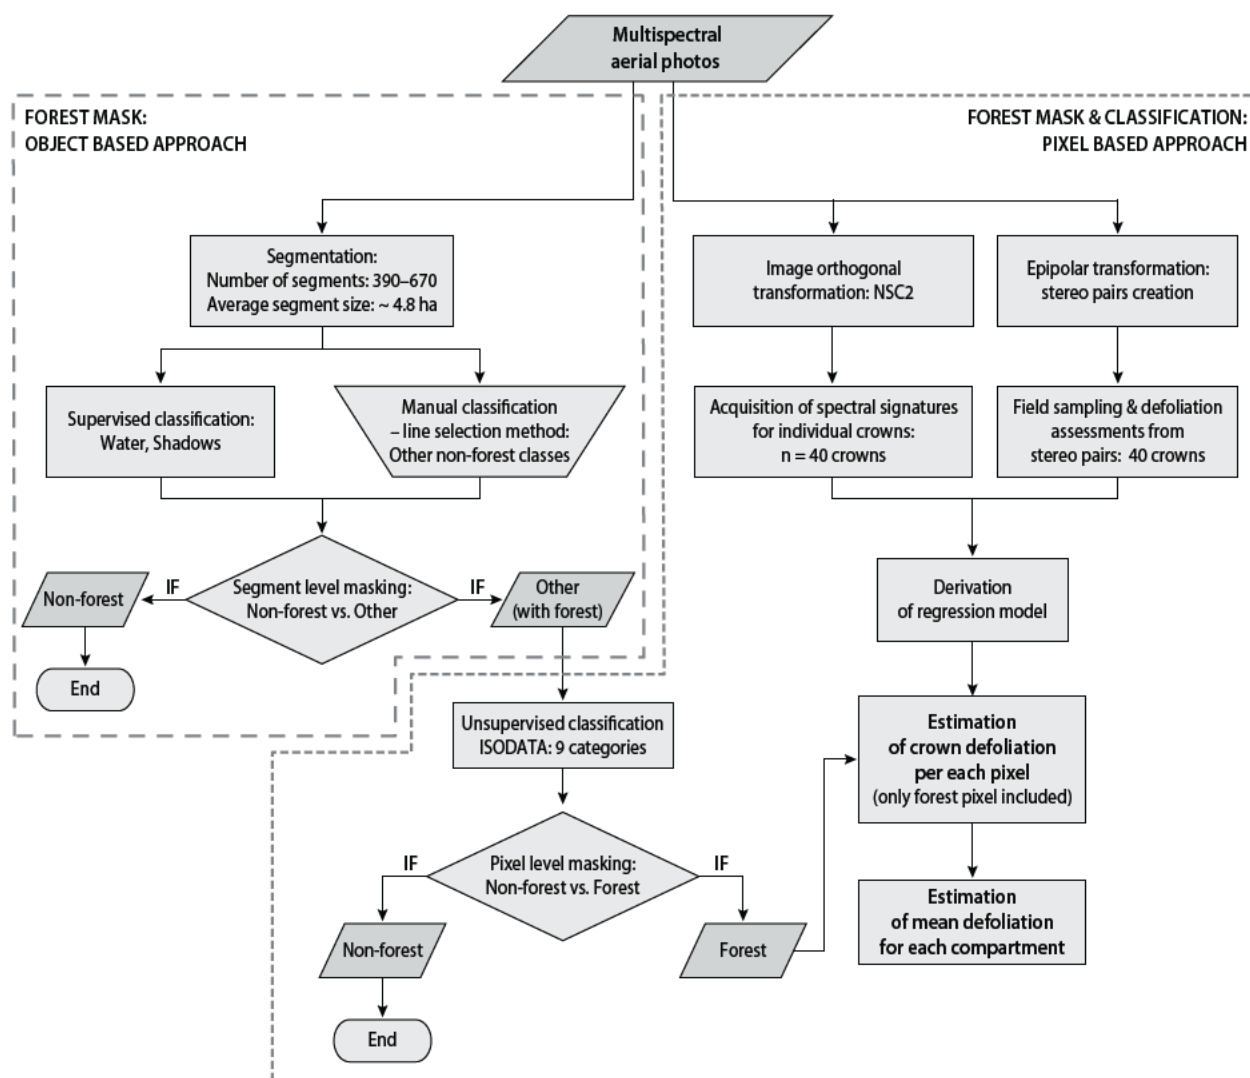 Multispectral
aerial photos
FOREST MASK:
OBJECT BASED APPROACH
FOREST MASK & CLASSIFICATION:
PIXEL BASED APPROACH
Segmentation:
Number of segments: 390–670
Average segment size: ~ 4.8 ha
Image orthogonal
transformation: NSC2
Epipolar transformation:
stereo pairs creation
Supervised classification:
Water, Shadows
Manual classification
– line selection method:
Other non-forest classes
Acquisition of spectral signatures
for individual crowns:
n = 40 crowns
Field sampling & defoliation
assessments from
stereo pairs: 40 crowns
Non-forest
IF
Segment level masking:
Non-forest vs. Other
IF
Other
(with forest)
Derivation
of regression model
End
Unsupervised classification
ISODATA: 9 categories
Estimation
of crown defoliation
per each pixel
(only forest pixel included)
IF
Pixel level masking:
Non-forest vs. Forest
IF
Non-forest
Forest
Estimation
of mean defoliation
for each compartment
End